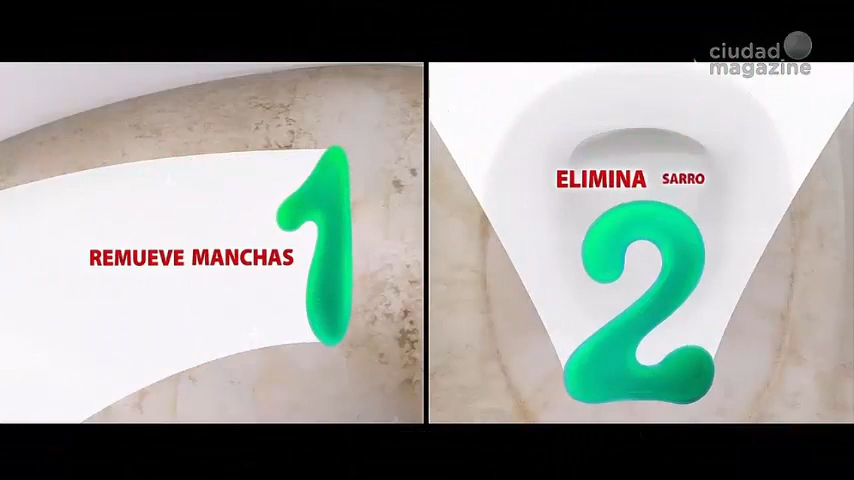 ciudad
magazine
REMUEVE MANCHAS
1
ELIMINA SARRO
2